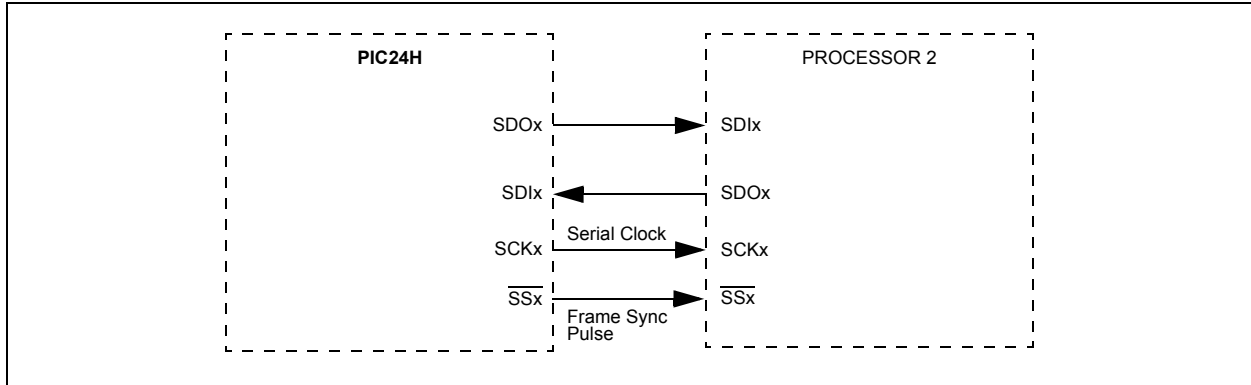 PIC24H
PROCESSOR 2
SDOx
SDIx
SDIx
SDOx
Serial Clock
SCKx
SCKx
SSx
SSx
Frame Sync
Pulse